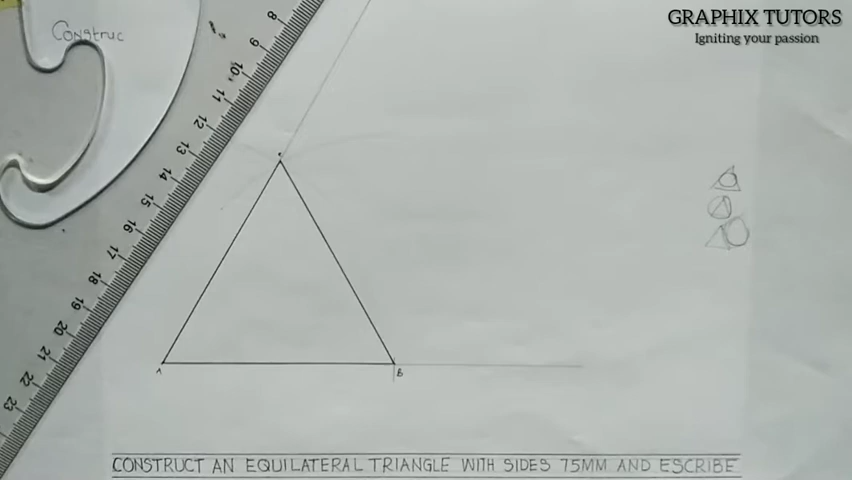 GRAPHIX TUTORS
Igniting your passion
Construc
8
9
10
11
12
13
14
15
16
17
18
19
20
21
22
23
C
A
B
CONSTRUCT AN EQUILATERAL TRIANGLE WITH SIDES 75MM AND ESCRIBE